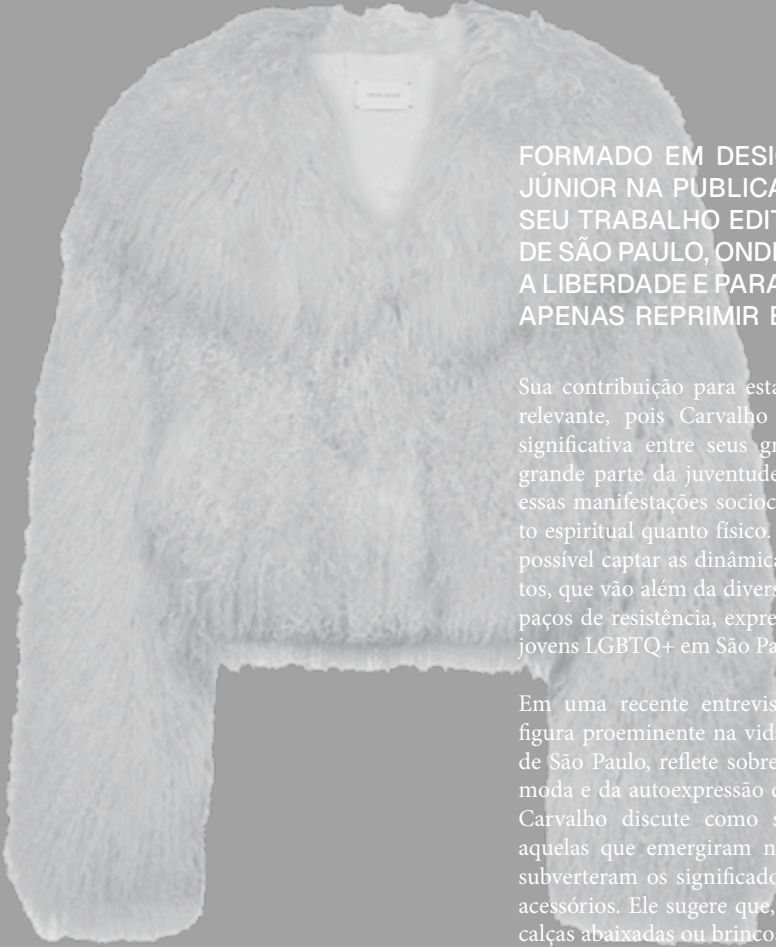 FORMADO EM DESI
JÚNIOR NA PUBLICA
SEU TRABALHO EDIT
DE SÃO PAULO, ONDE
A LIBERDADE E PARA
APENAS REPRIMIR E
Sua contribuição para esta
relevante, pois Carvalho
significativa entre seus gr
grande parte da juventude
essas manifestações socioc
to espiritual quanto físico.
possível captar as dinâmica
tos, que vão além da divers
paços de resistência, expre
jovens LGBTQ+ em São Pa
Em uma recente entrevis
figura proeminente na vida
de São Paulo, reflete sobre
moda e da autoexpressão d
Carvalho discute como s
aquelas que emergiram n
subverteram os significado
acessórios. Ele sugere que,
calças abaixadas ou brinco